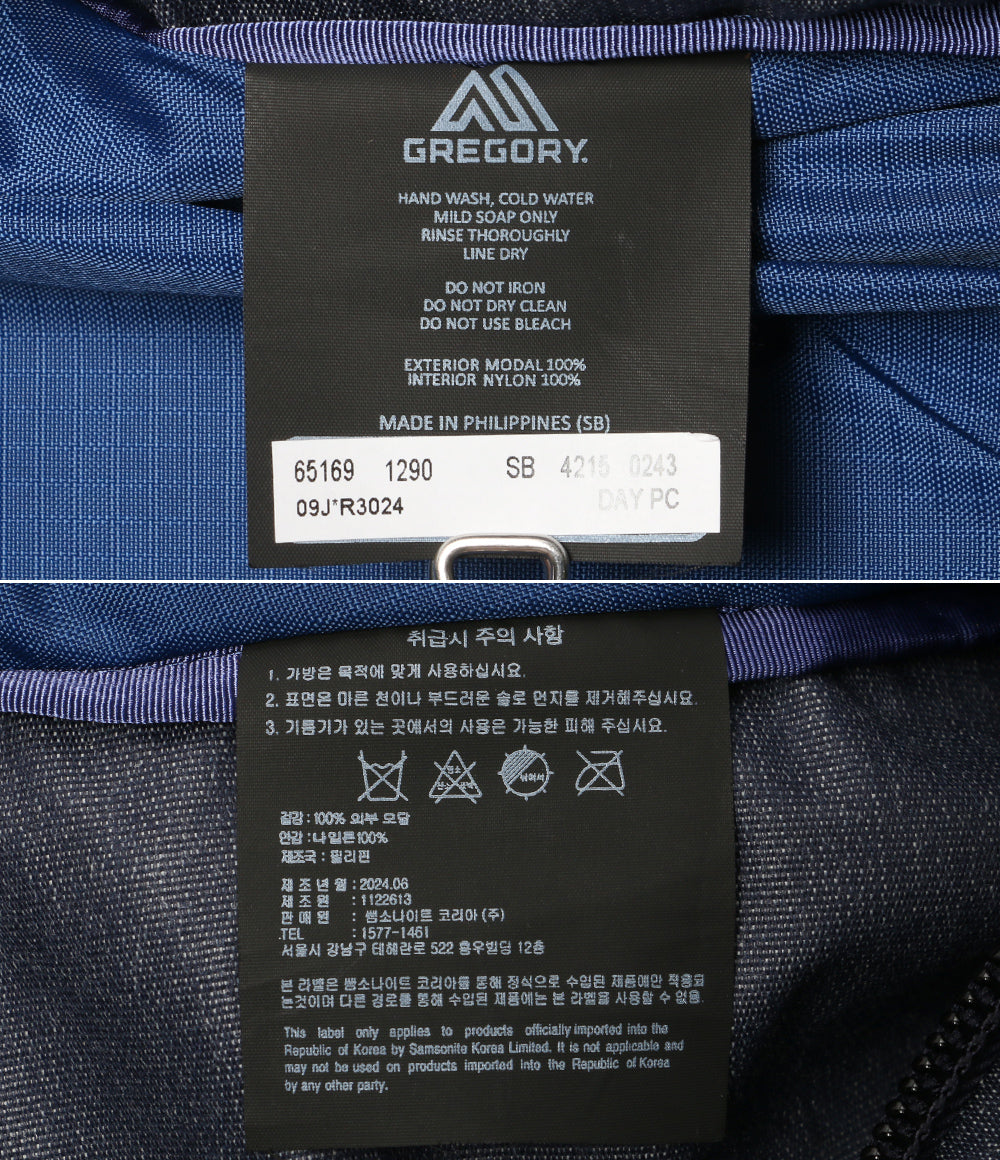 GREGORY.
HAND WASH, COLD WATER
MILD SOAP ONLY
RINSE THOROUGHLY
LINE DRY
DO NOT IRON
DO NOT DRY CLEAN
DO NOT USE BLEACH
EXTERIOR MODAL 100%
INTERIOR NYLON 100%
MADE IN PHILIPPINES (SB)
65169 1290 SB 4215 0243
09J*R3024 DAY PC
취급시 주의 사항
1. 가방은 목적에 맞게 사용하십시요.
2. 표면은 마른 천이나 부드러운 솔로 먼지를 제거해주십시요.
3. 기름기가 있는 곳에서의 사용은 가능한 피해 주십시요.
겉감 : 100% 외부 모달
안감 : 나일론 100%
제조국 : 필리핀
제조년월 : 2024.06
제조원 : 1122613
판매원 : 쌤소나이트 코리아 (주)
TEL : 1577-1461
서울시 강남구 테헤란로 522 홍우빌딩 12층
본 라벨은 쌤소나이트 코리아를 통해 정식으로 수입된 제품에만 적용되
는것이며 다른 경로를 통해 수입된 제품에는 본 라벨을 사용할 수 없음.
This label only applies to products officially imported into the
Republic of Korea by Samsonite Korea Limited. It is not applicable and
may not be used on products imported into the Republic of Korea
by any other party.